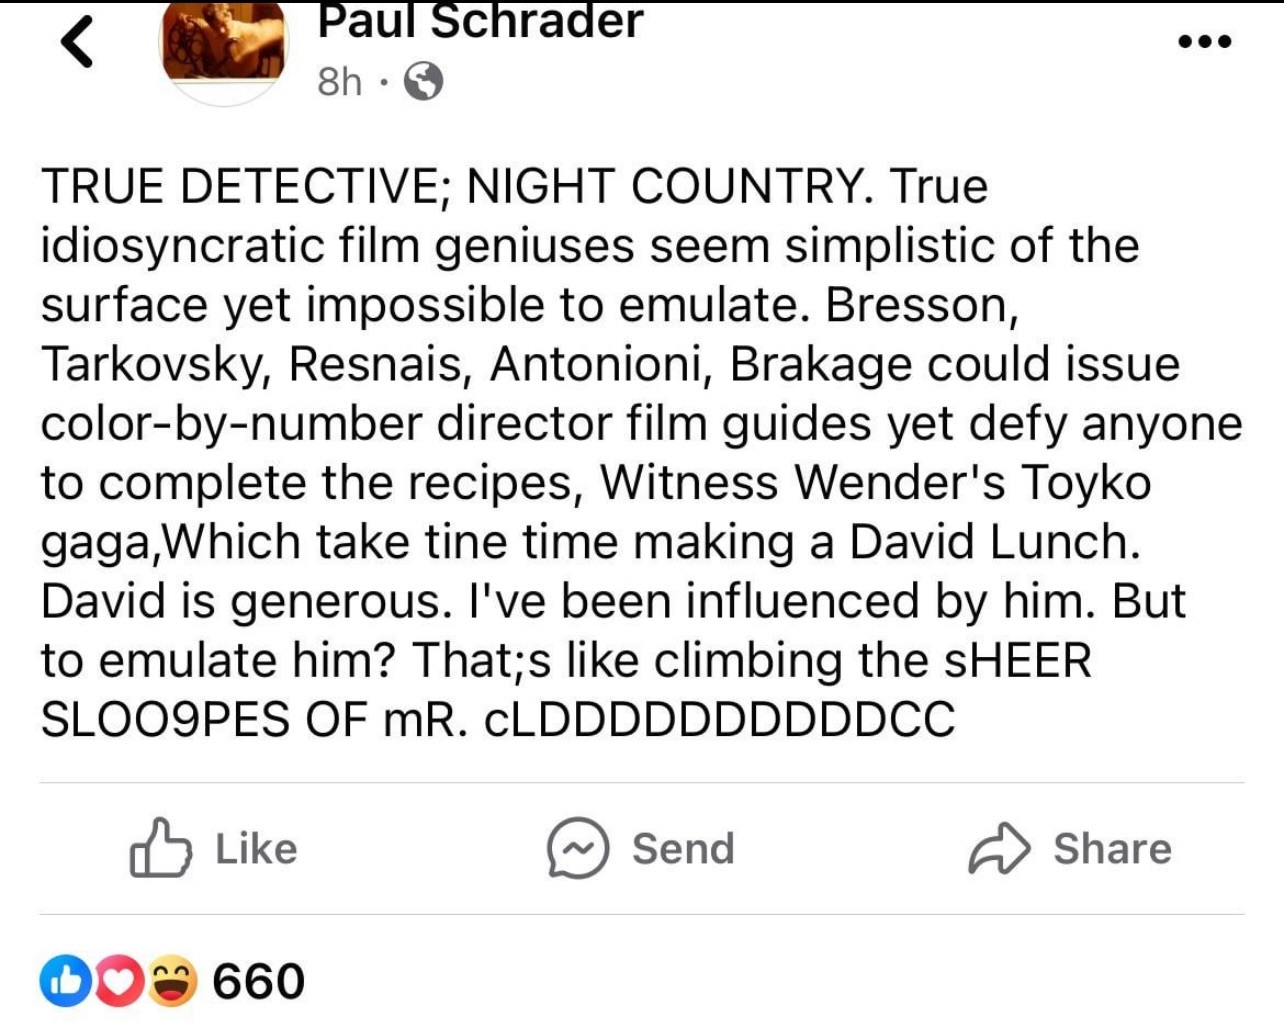 Paul Schrader
8h ·
TRUE DETECTIVE; NIGHT COUNTRY. True
idiosyncratic film geniuses seem simplistic of the
surface yet impossible to emulate. Bresson,
Tarkovsky, Resnais, Antonioni, Brakage could issue
color-by-number director film guides yet defy anyone
to complete the recipes, Witness Wender's Toyko
gaga,Which take tine time making a David Lunch.
David is generous. I've been influenced by him. But
to emulate him? That;s like climbing the sHEER
SLOO9PES OF mR. cLDDDDDDDDDDCC
Like Send Share
660